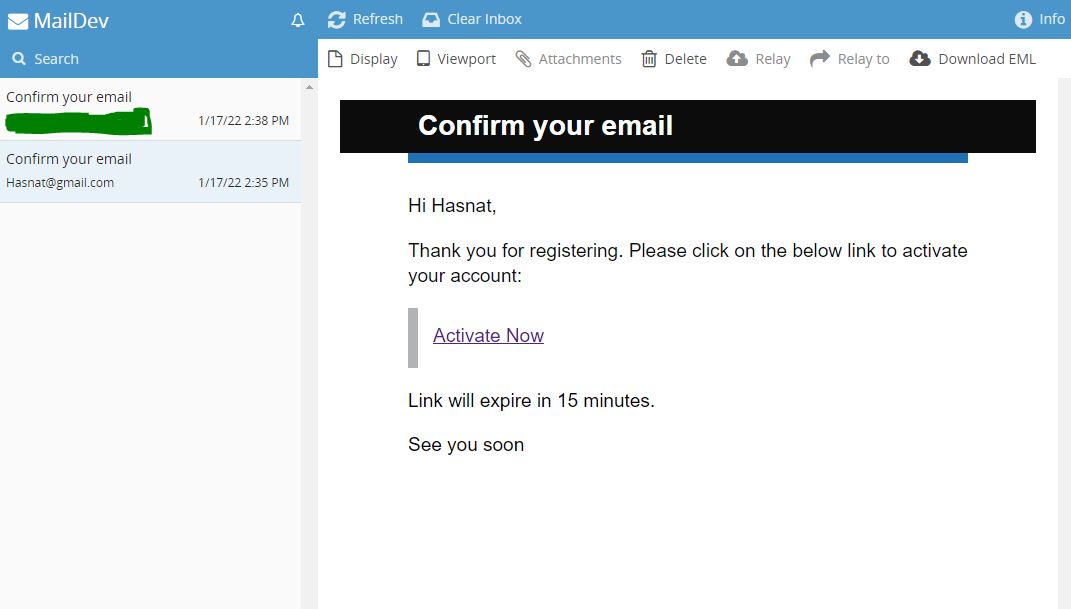 MailDev
Refresh Clear Inbox Info
Search
Display Viewport Attachments Delete Relay Relay to Download EML
Confirm your email
1/17/22 2:38 PM
Confirm your email
Hasnat@gmail.com 1/17/22 2:35 PM
Confirm your email
Hi Hasnat,
Thank you for registering. Please click on the below link to activate
your account:
Activate Now
Link will expire in 15 minutes.
See you soon